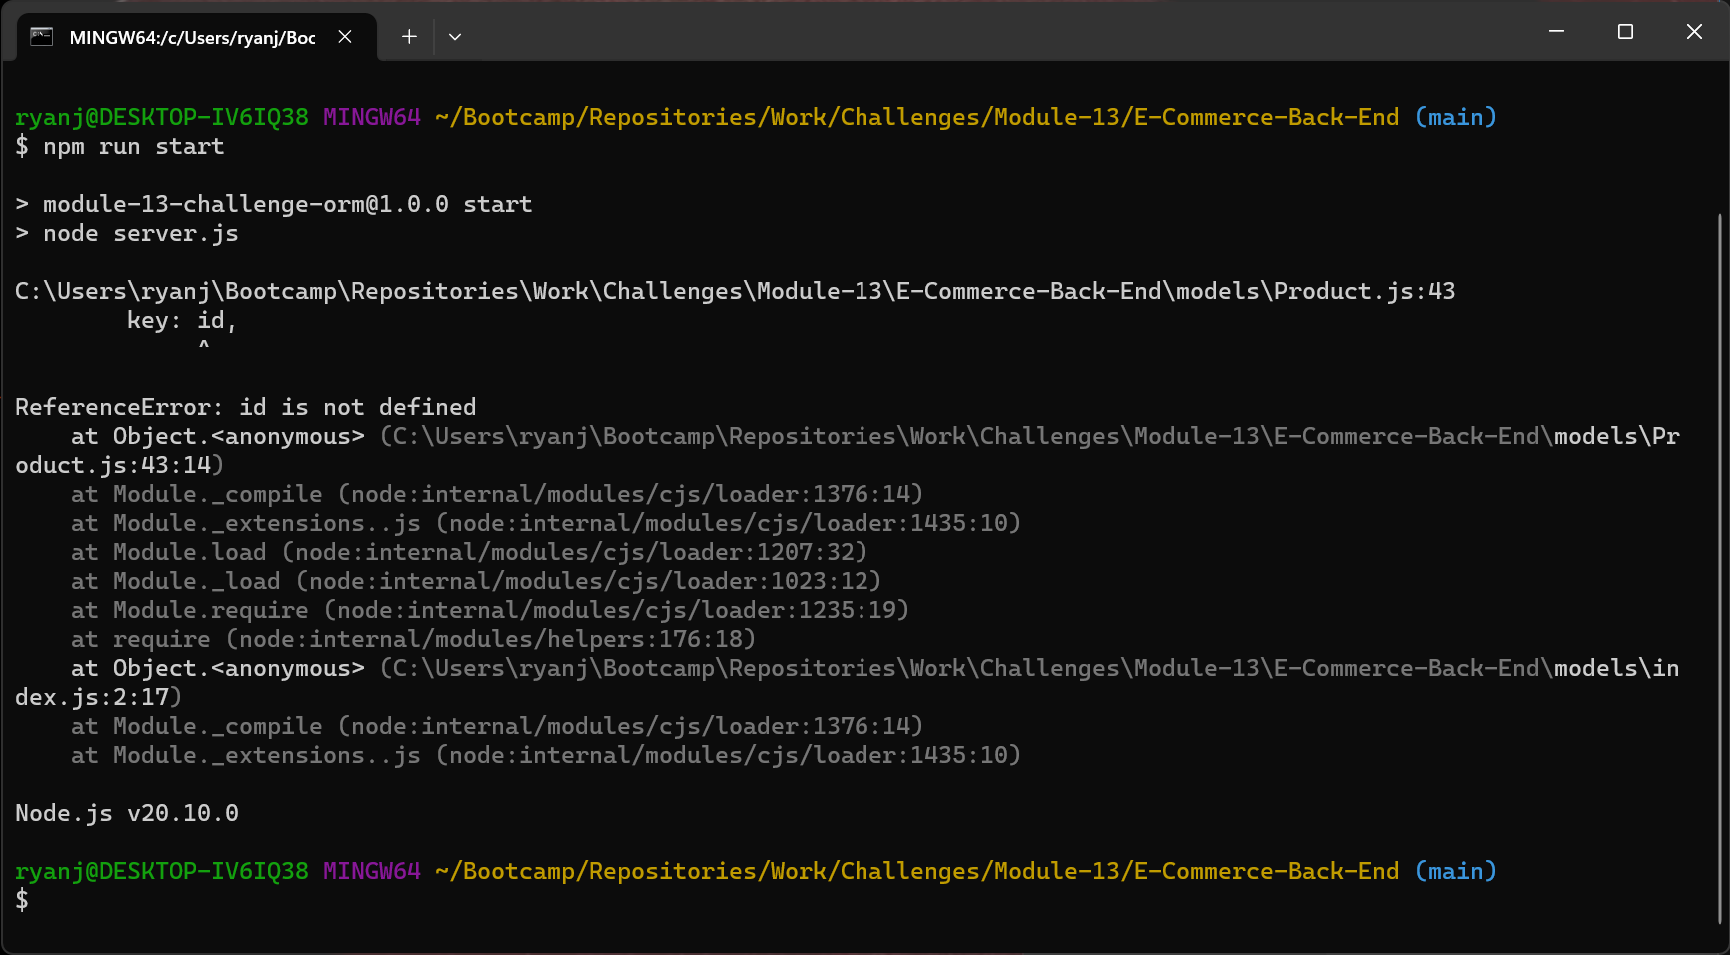 MINGW64:/c/Users/ryanj/Boc
ryanj@DESKTOP-IV6IQ38 MINGW64 ~/Bootcamp/Repositories/Work/Challenges/Module-13/E-Commerce-Back-End (main)
$ npm run start
> module-13-challenge-orm@1.0.0 start
> node server.js
C:\Users\ryanj\Bootcamp\Repositories\Work\Challenges\Module-13\E-Commerce-Back-End\models\Product.js:43
        key: id,
             ^
ReferenceError: id is not defined
    at Object.<anonymous> (C:\Users\ryanj\Bootcamp\Repositories\Work\Challenges\Module-13\E-Commerce-Back-End\models\Pr
oduct.js:43:14)
    at Module._compile (node:internal/modules/cjs/loader:1376:14)
    at Module._extensions..js (node:internal/modules/cjs/loader:1435:10)
    at Module.load (node:internal/modules/cjs/loader:1207:32)
    at Module._load (node:internal/modules/cjs/loader:1023:12)
    at Module.require (node:internal/modules/cjs/loader:1235:19)
    at require (node:internal/modules/helpers:176:18)
    at Object.<anonymous> (C:\Users\ryanj\Bootcamp\Repositories\Work\Challenges\Module-13\E-Commerce-Back-End\models\in
dex.js:2:17)
    at Module._compile (node:internal/modules/cjs/loader:1376:14)
    at Module._extensions..js (node:internal/modules/cjs/loader:1435:10)
Node.js v20.10.0
ryanj@DESKTOP-IV6IQ38 MINGW64 ~/Bootcamp/Repositories/Work/Challenges/Module-13/E-Commerce-Back-End (main)
$